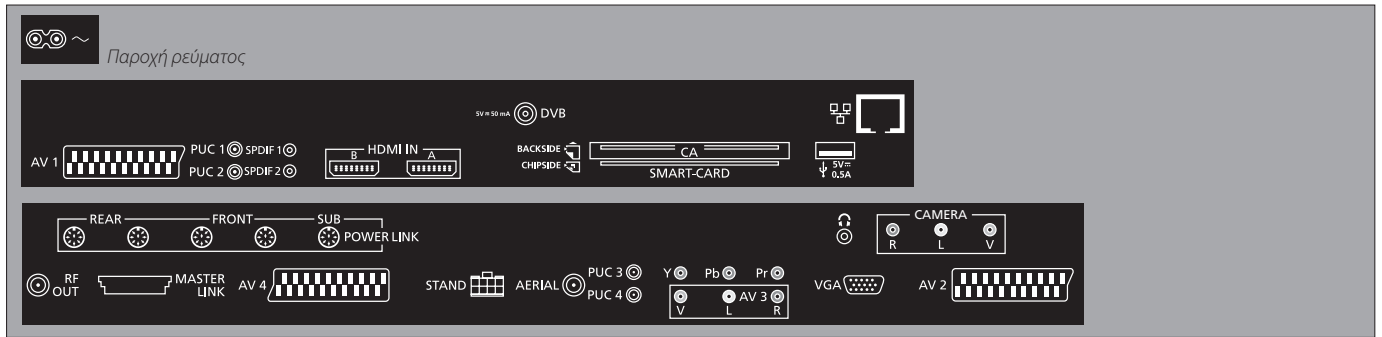 Παροχή ρεύματος
5V = 50 mA DVB
AV 1 PUC 1 SPDIF 1 HDMI IN BACKSIDE CA
PUC 2 SPDIF 2 B A CHIPSIDE SMART-CARD 5V 0.5A
REAR FRONT SUB POWER LINK CAMERA
R L V
RF OUT MASTER LINK AV 4 STAND AERIAL PUC 3 Y Pb Pr VGA AV 2
PUC 4 AV 3
V L R